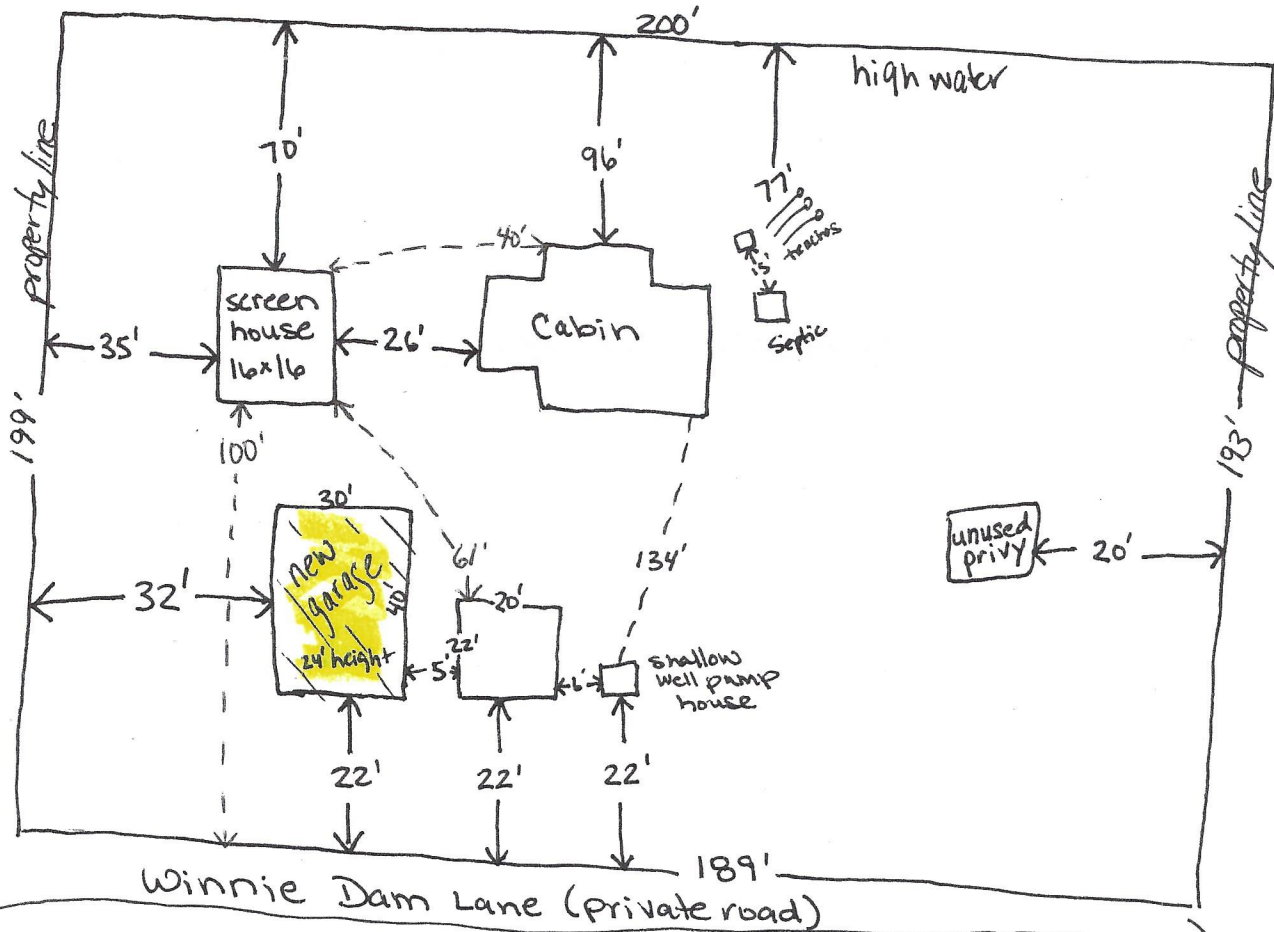 200'
high water
property line
70'
96'
77'
trenches
15'
Septic
40'
screen
house
16x16
35'
26'
Cabin
property line
199'
193'
100'
30'
new
garage
40'
24' height
32'
61'
20'
22'
5'
134'
shallow
well pump
house
unused
privy
20'
22'
22'
22'
189'
Winnie Dam Lane (private road)